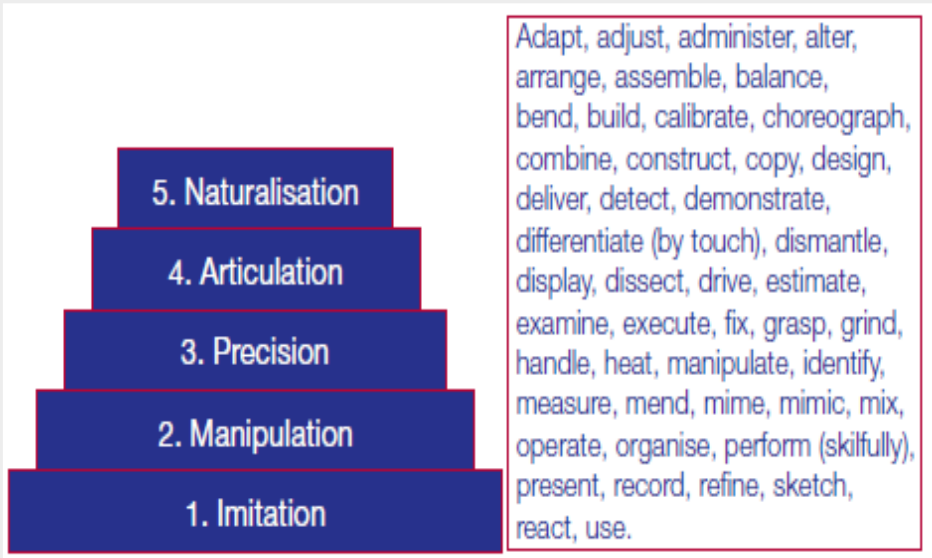 5. Naturalisation
4. Articulation
3. Precision
2. Manipulation
1. Imitation
Adapt, adjust, administer, alter,
arrange, assemble, balance,
bend, build, calibrate, choreograph,
combine, construct, copy, design,
deliver, detect, demonstrate,
differentiate (by touch), dismantle,
display, dissect, drive, estimate,
examine, execute, fix, grasp, grind,
handle, heat, manipulate, identify,
measure, mend, mime, mimic, mix,
operate, organise, perform (skilfully),
present, record, refine, sketch,
react, use.